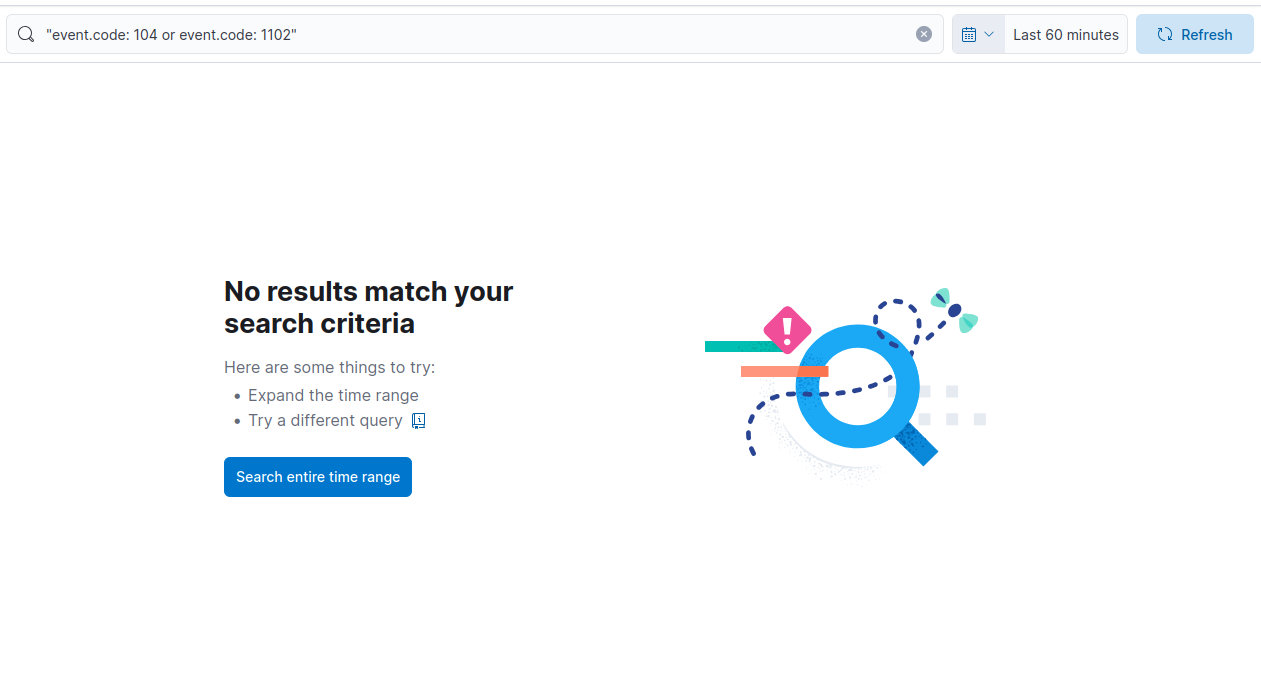 "event.code: 104 or event.code: 1102"
Last 60 minutes
Refresh
No results match your
search criteria
Here are some things to try:
• Expand the time range
• Try a different query
Search entire time range